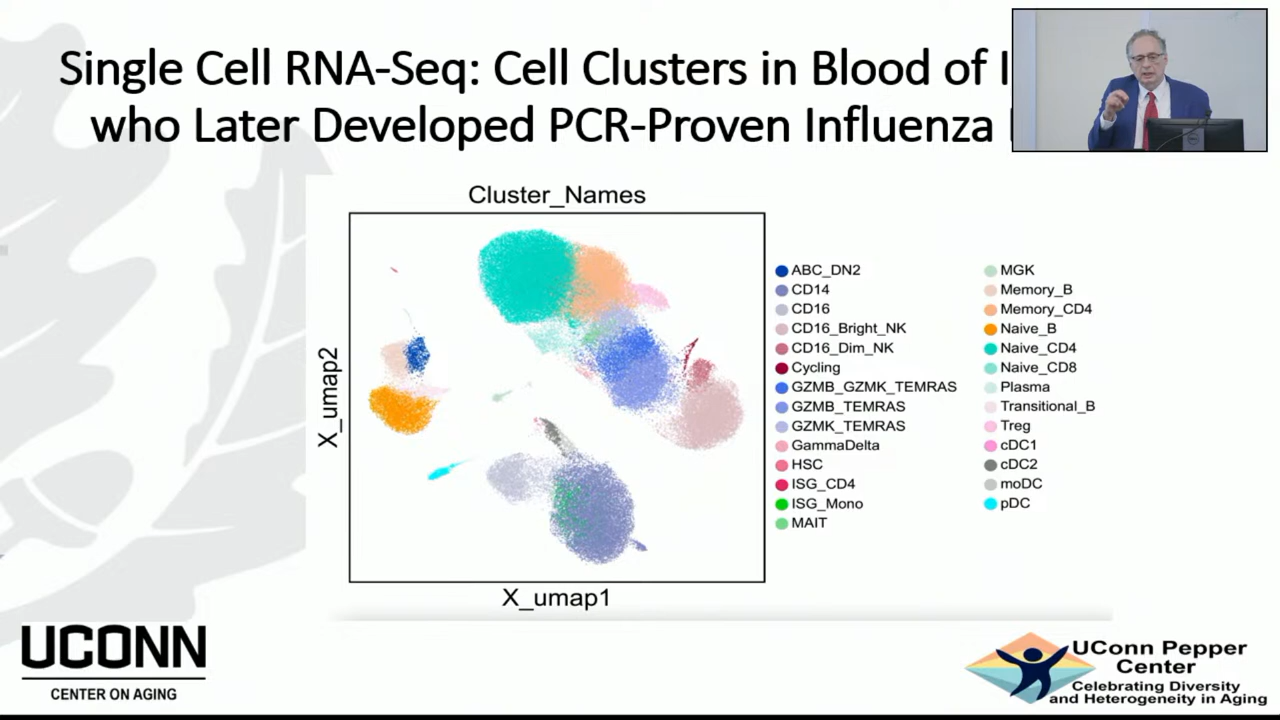 Single Cell RNA-Seq: Cell Clusters in Blood of
who Later Developed PCR-Proven Influenza
Cluster_Names
X_umap2
X_umap1
ABC_DN2
CD14
CD16
CD16_Bright_NK
CD16_Dim_NK
Cycling
GZMB_GZMK_TEMRAS
GZMB_TEMRAS
GZMK_TEMRAS
GammaDelta
HSC
ISG_CD4
ISG_Mono
MAIT
MGK
Memory_B
Memory_CD4
Naive_B
Naive_CD4
Naive_CD8
Plasma
Transitional_B
Treg
cDC1
cDC2
moDC
pDC
UCONN
CENTER ON AGING
UConn Pepper
Center
Celebrating Diversity
and Heterogeneity in Aging